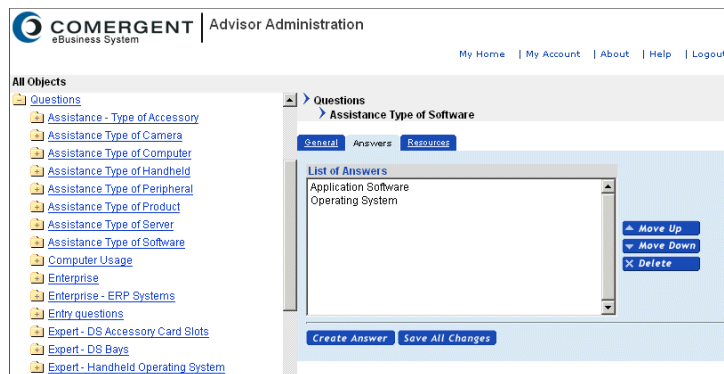 COMERGENT
eBusiness System
Advisor Administration
My Home | My Account | About | Help | Logout
All Objects
Questions
Assistance - Type of Accessory
Assistance Type of Camera
Assistance Type of Computer
Assistance Type of Handheld
Assistance Type of Peripheral
Assistance Type of Product
Assistance Type of Server
Assistance Type of Software
Computer Usage
Enterprise
Enterprise - ERP Systems
Entry questions
Expert - DS Accessory Card Slots
Expert - DS Bays
Expert - Handheld Operating System
Questions
Assistance Type of Software
General Answers Resources
List of Answers
Application Software
Operating System
Move Up
Move Down
Delete
Create Answer Save All Changes